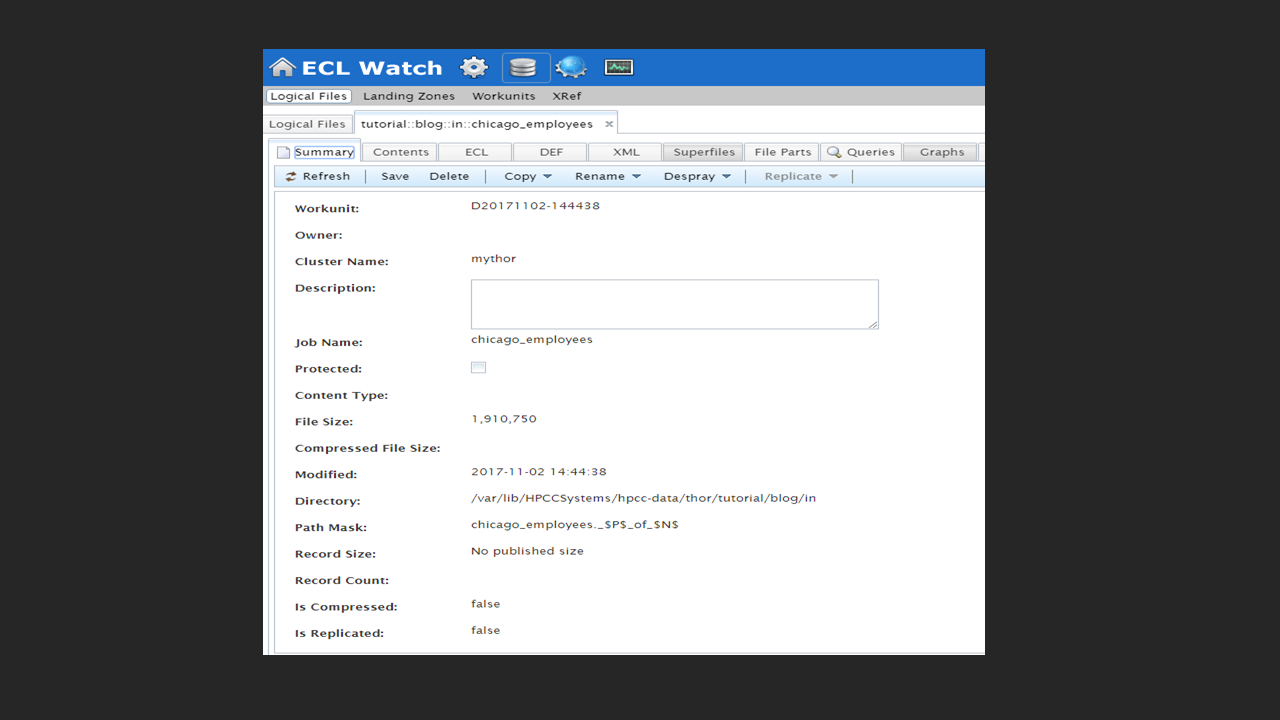 ECL Watch
Logical Files Landing Zones Workunits XRef
Logical Files tutorial::blog::in::chicago_employees ×
Summary Contents ECL DEF XML Superfiles File Parts Queries Graphs
Refresh | Save Delete | Copy Rename Despray | Replicate |
Workunit: D20171102-144438
Owner:
Cluster Name: mythor
Description:
Job Name: chicago_employees
Protected:
Content Type:
File Size: 1,910,750
Compressed File Size:
Modified: 2017-11-02 14:44:38
Directory: /var/lib/HPCCSystems/hpcc-data/thor/tutorial/blog/in
Path Mask: chicago_employees._$P$_of_$N$
Record Size: No published size
Record Count:
Is Compressed: false
Is Replicated: false